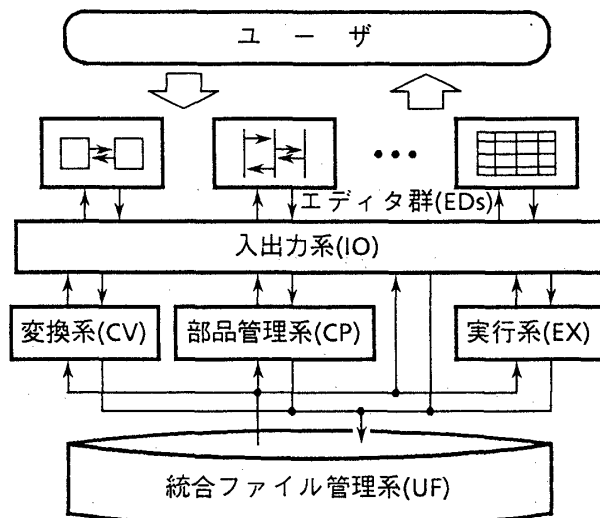 ユーザ
•••
エディタ群(EDs)
入出力系(IO)
変換系(CV)
部品管理系(CP)
実行系(EX)
統合ファイル管理系(UF)